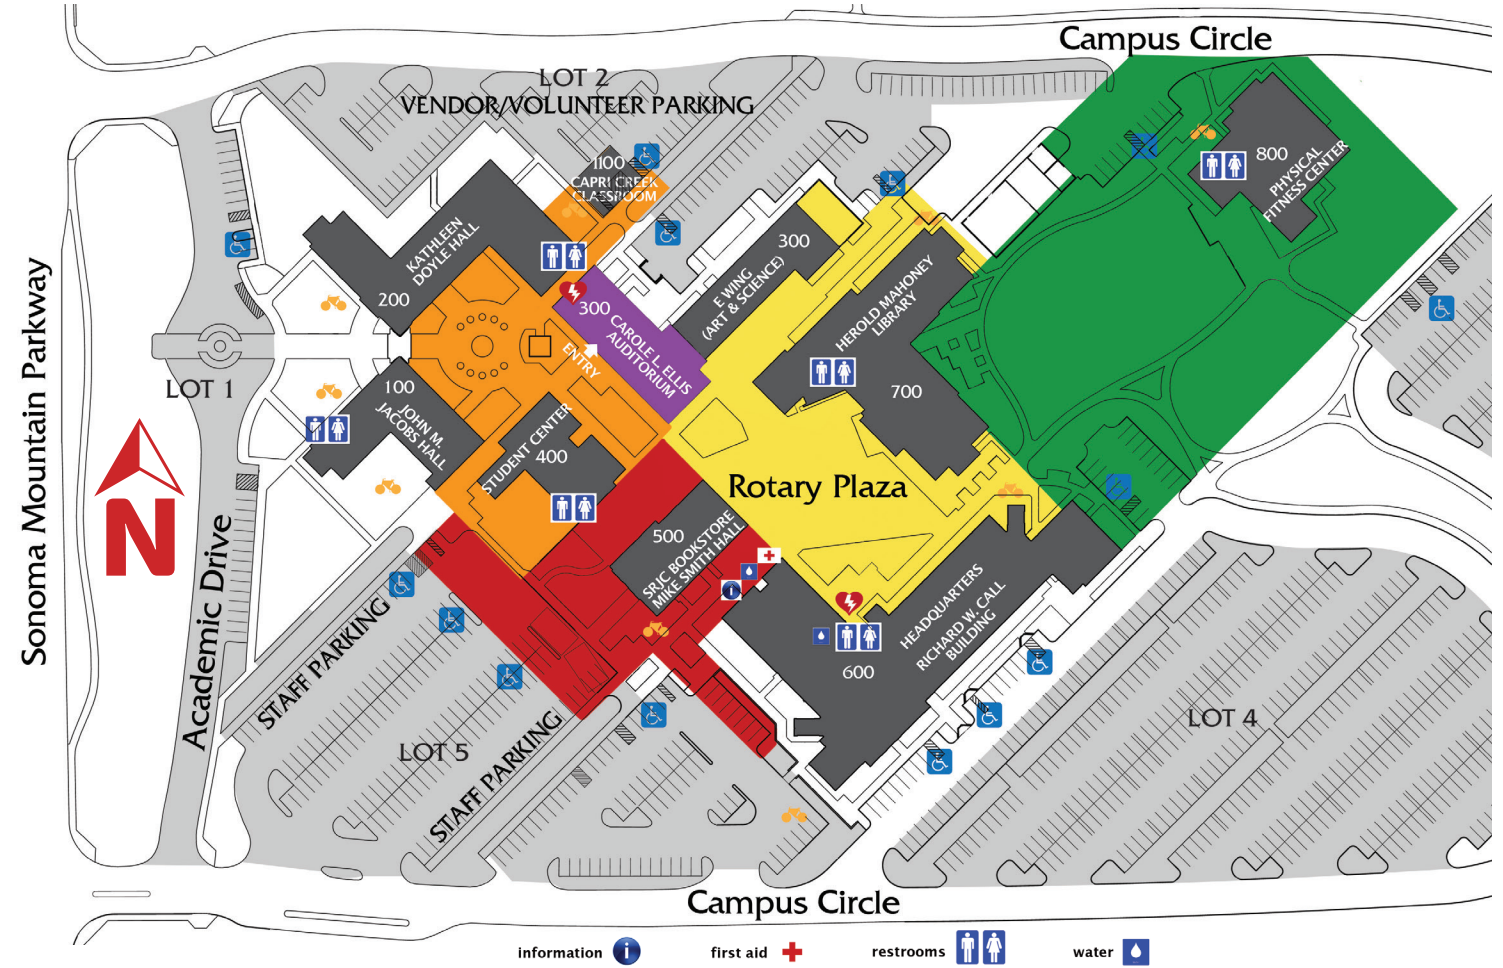 Campus Circle
LOT 2
VENDOR/VOLUNTEER PARKING
1100
CAPRI CREEK
CLASSROOM
800
PHYSICAL
FITNESS CENTER
KATHLEEN
DOYLE HALL
200
300
E WING
(ART & SCIENCE)
HEROLD MAHONEY
LIBRARY
700
300
CAROLE L. ELLIS
AUDITORIUM
ENTRY
Sonoma Mountain Parkway
LOT 1
100
JOHN M.
JACOBS HALL
STUDENT CENTER
400
Rotary Plaza
N
Academic Drive
500
SRJC BOOKSTORE
MIKE SMITH HALL
i
HEADQUARTERS
RICHARD W. CALL
BUILDING
600
STAFF PARKING
LOT 5
STAFF PARKING
LOT 4
Campus Circle
information i
first aid
restrooms
water